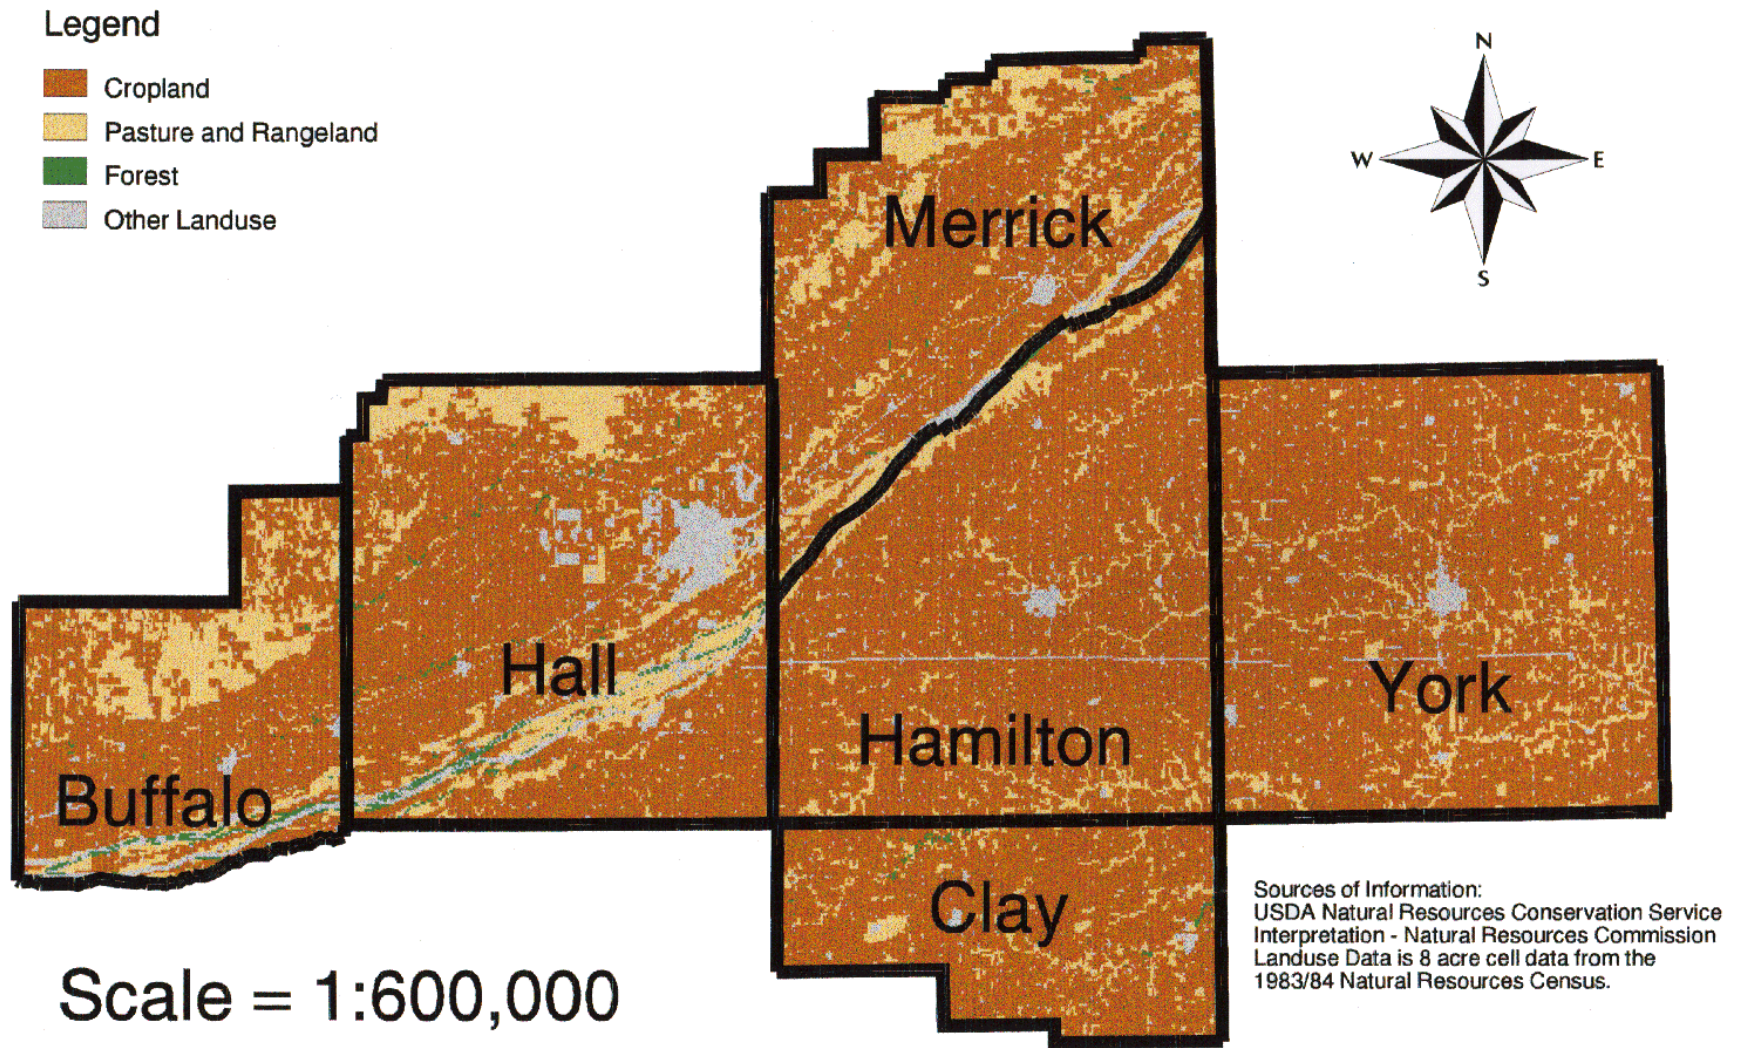 Legend
Cropland
Pasture and Rangeland
Forest
Other Landuse
N
W
E
S
Merrick
Hall
York
Hamilton
Buffalo
Clay
Sources of Information:
USDA Natural Resources Conservation Service
Interpretation - Natural Resources Commission
Landuse Data is 8 acre cell data from the
1983/84 Natural Resources Census.
Scale = 1:600,000